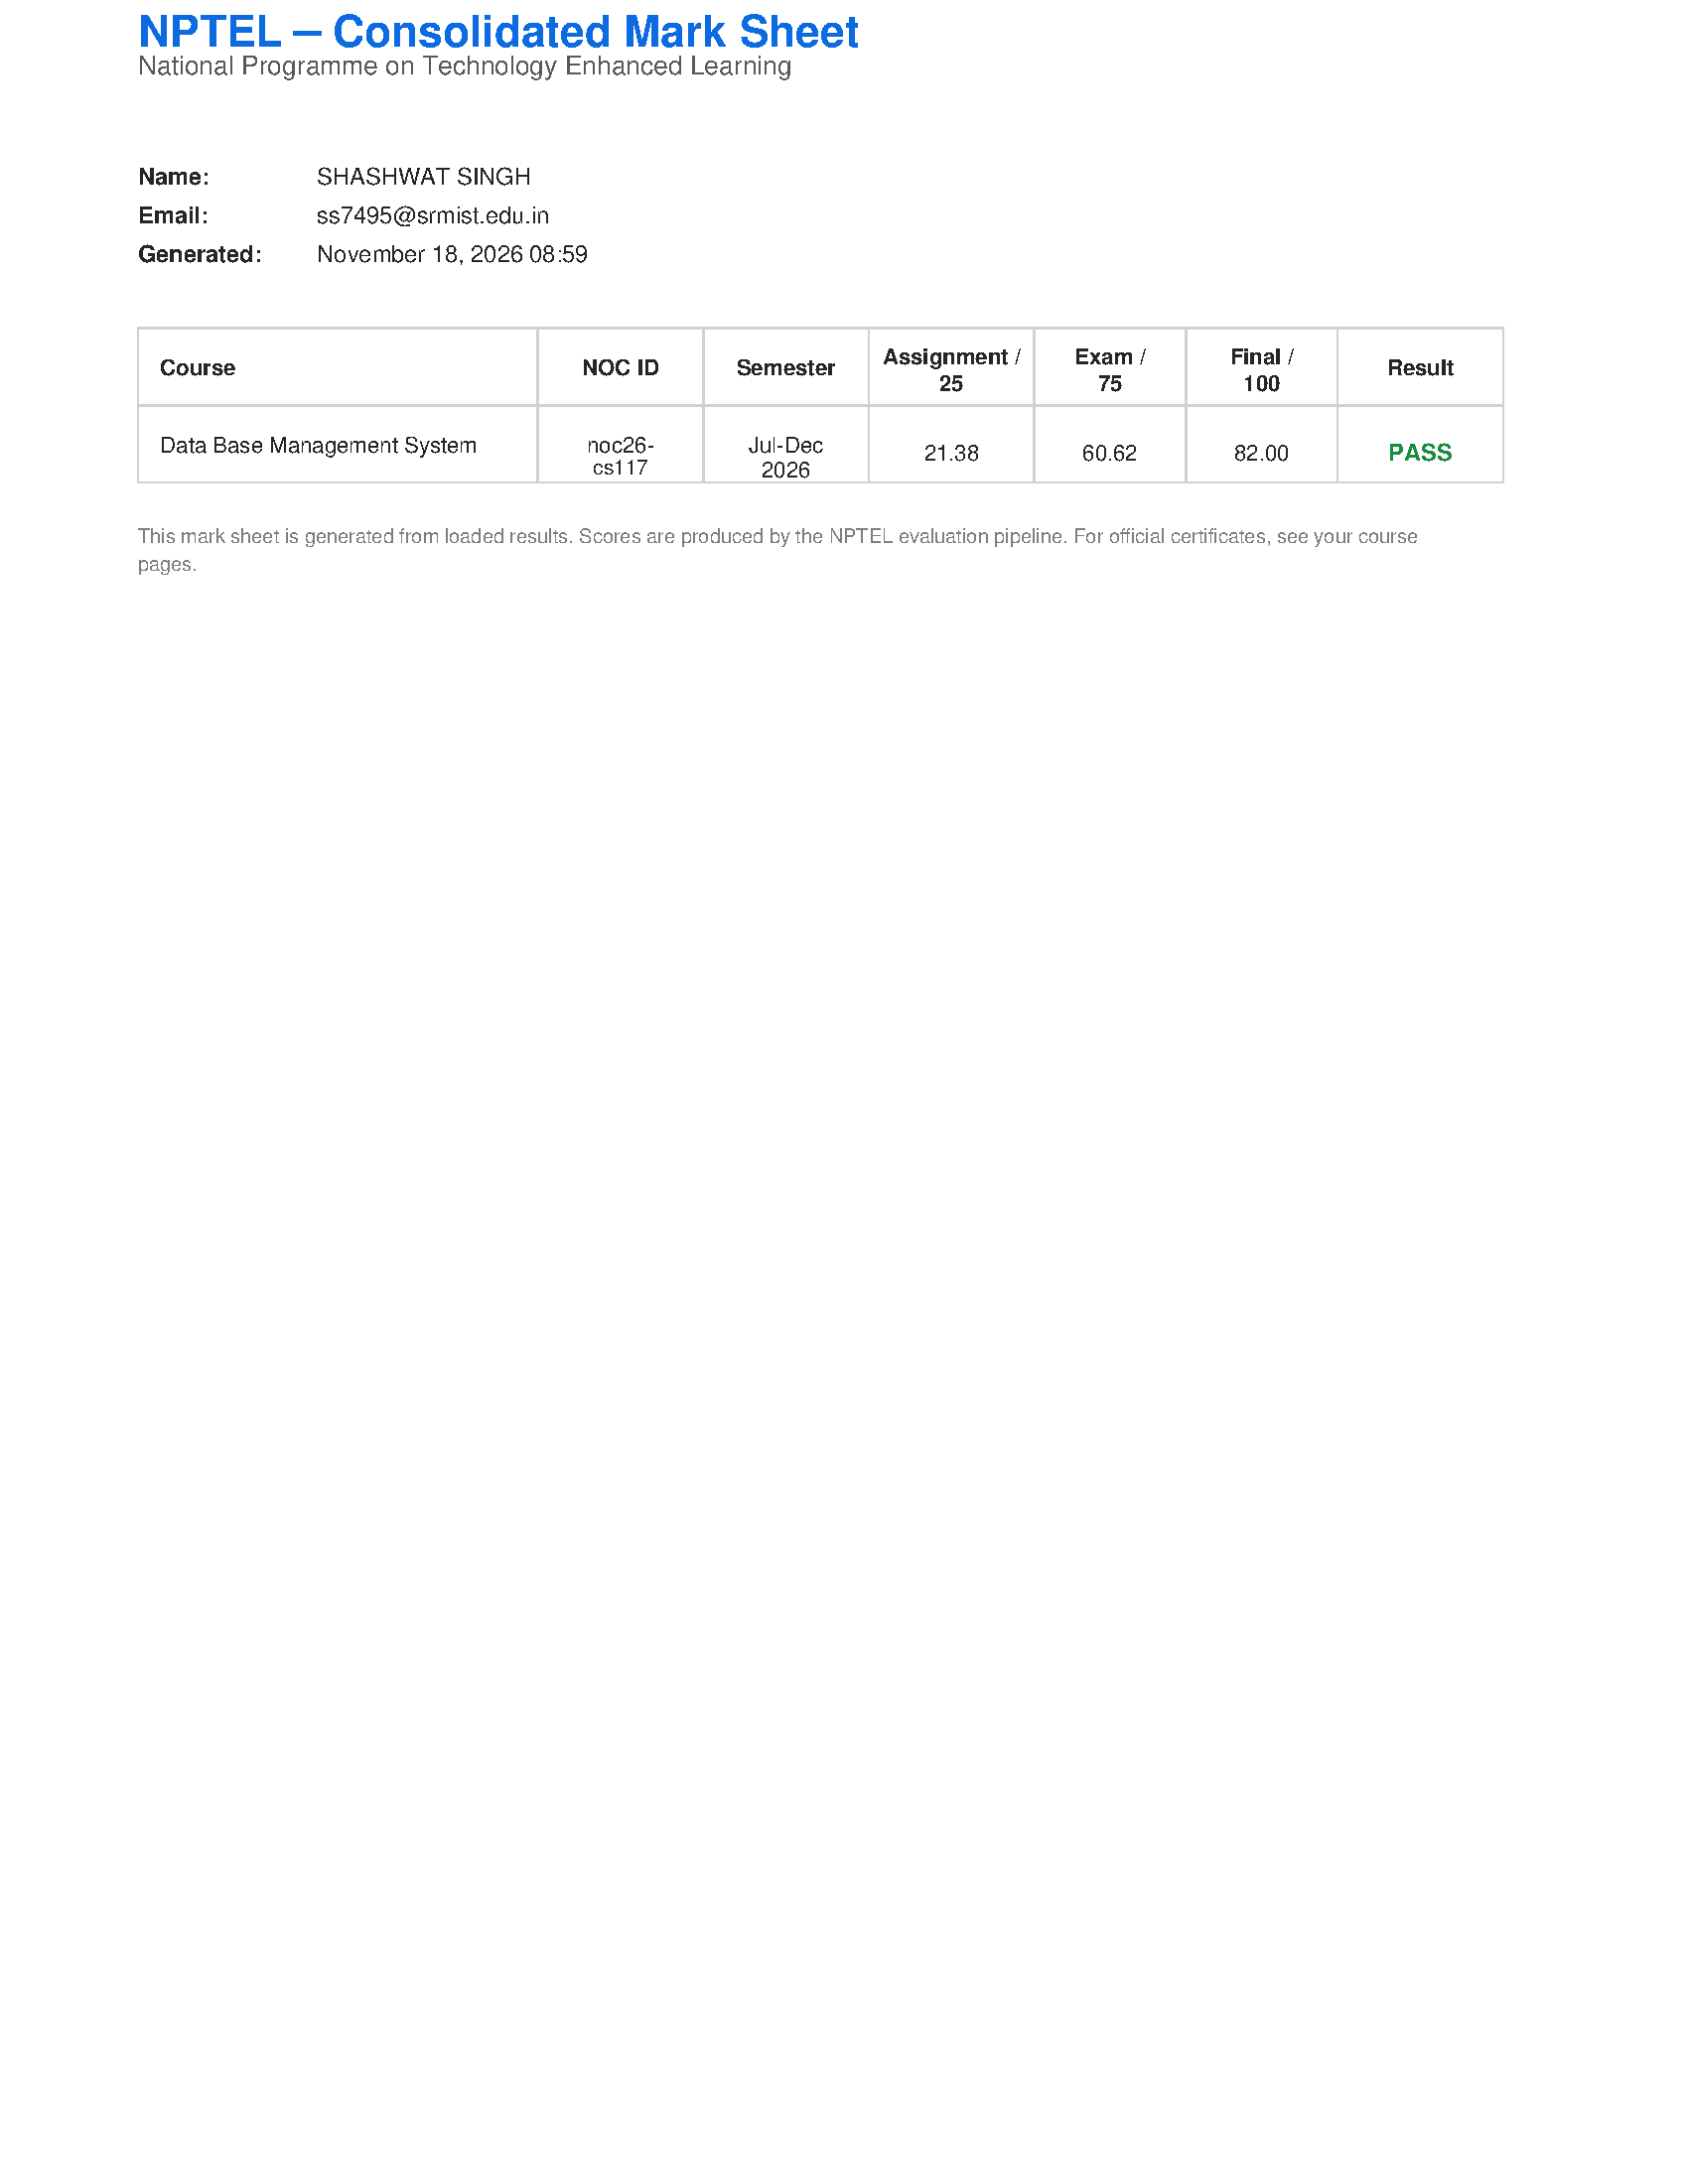 NPTEL – Consolidated Mark Sheet
National Programme on Technology Enhanced Learning
Name: SHASHWAT SINGH
Email: ss7495@srmist.edu.in
Generated: November 18, 2026 08:59
Course NOC ID Semester Assignment / 25 Exam / 75 Final / 100 Result
Data Base Management System noc26-cs117 Jul-Dec 2026 21.38 60.62 82.00 PASS
This mark sheet is generated from loaded results. Scores are produced by the NPTEL evaluation pipeline. For official certificates, see your course
pages.